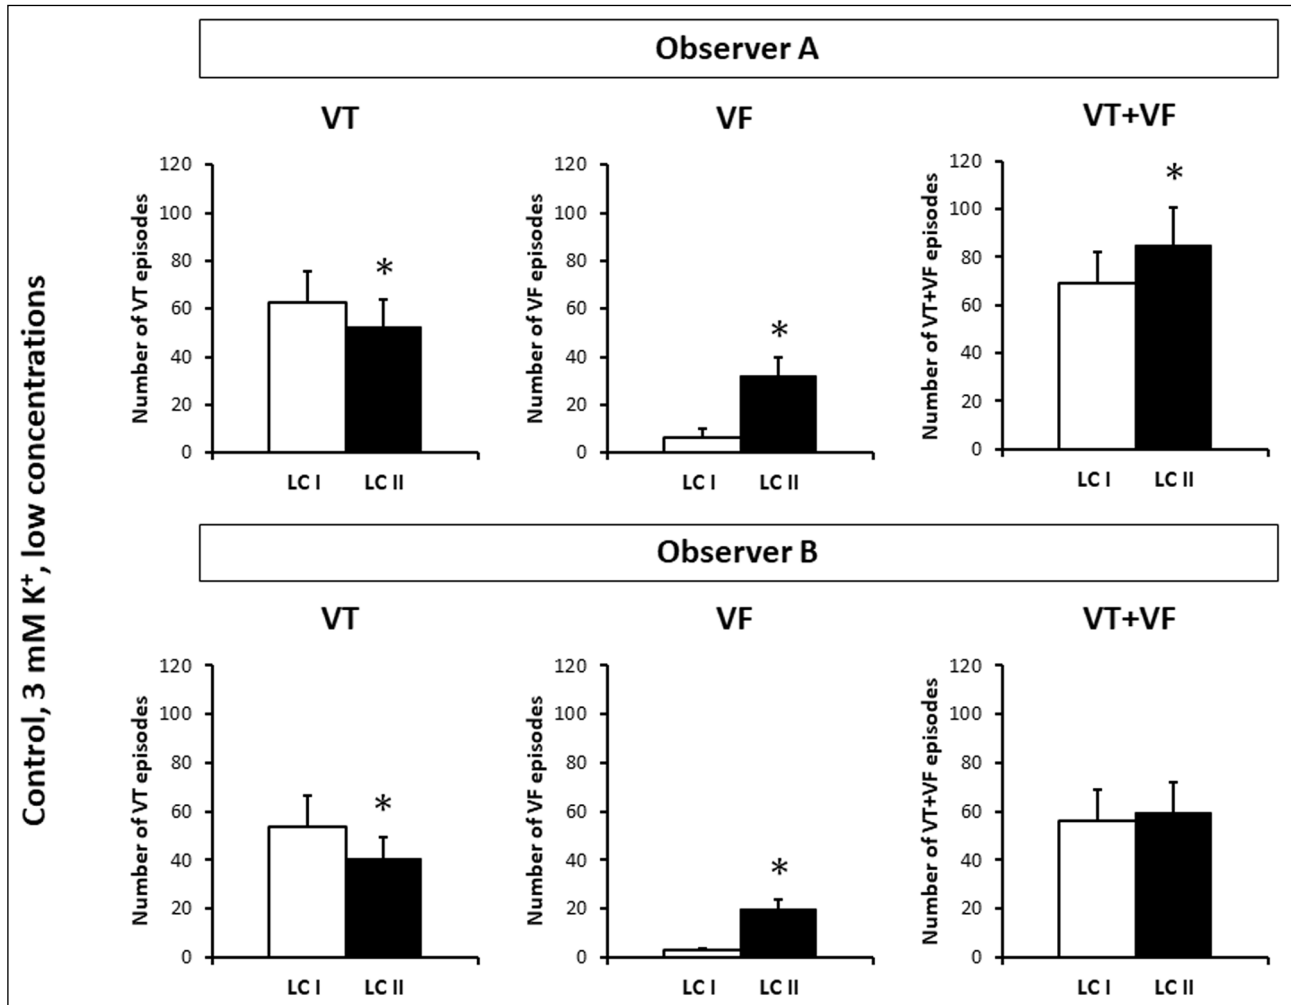 Control, 3 mM K⁺, low concentrations
Observer A
VT
Number of VT episodes
120
100
80
60
40
20
0
*
LC I LC II
VF
Number of VF episodes
120
100
80
60
40
20
0
*
LC I LC II
VT+VF
Number of VT+VF episodes
120
100
80
60
40
20
0
*
LC I LC II
Observer B
VT
Number of VT episodes
120
100
80
60
40
20
0
*
LC I LC II
VF
Number of VF episodes
120
100
80
60
40
20
0
*
LC I LC II
VT+VF
Number of VT+VF episodes
120
100
80
60
40
20
0
LC I LC II